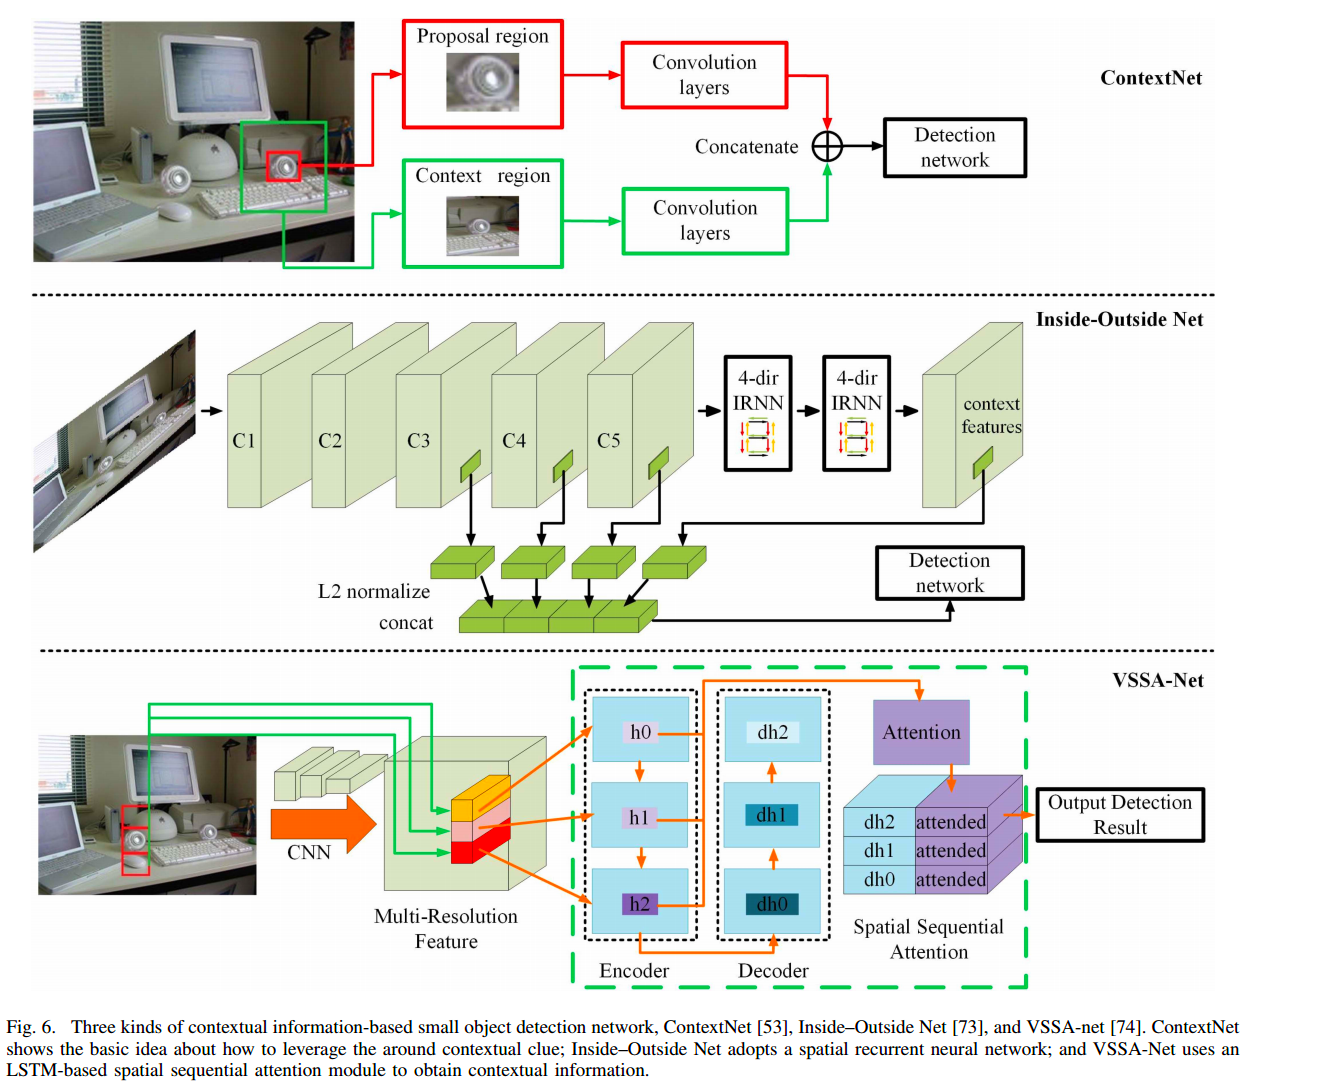 Proposal region
Convolution
layers
ContextNet
Concatenate
Detection
network
Context region
Convolution
layers
Inside-Outside Net
C1
C2
C3
C4
C5
4-dir
IRNN
4-dir
IRNN
context
features
L2 normalize
concat
Detection
network
VSSA-Net
CNN
Multi-Resolution
Feature
h0
h1
h2
Encoder
dh2
dh1
dh0
Decoder
Attention
dh2 attended
dh1 attended
dh0 attended
Spatial Sequential
Attention
Output Detection
Result
Fig. 6. Three kinds of contextual information-based small object detection network, ContextNet [53], Inside–Outside Net [73], and VSSA-net [74]. ContextNet
shows the basic idea about how to leverage the around contextual clue; Inside–Outside Net adopts a spatial recurrent neural network; and VSSA-Net uses an
LSTM-based spatial sequential attention module to obtain contextual information.